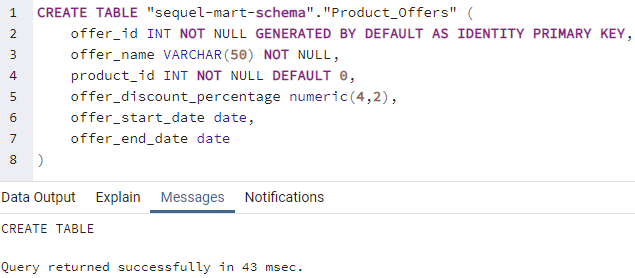 1 CREATE TABLE "sequel-mart-schema"."Product_Offers" (
2 offer_id INT NOT NULL GENERATED BY DEFAULT AS IDENTITY PRIMARY KEY,
3 offer_name VARCHAR(50) NOT NULL,
4 product_id INT NOT NULL DEFAULT 0,
5 offer_discount_percentage numeric(4,2),
6 offer_start_date date,
7 offer_end_date date
8 )
Data Output Explain Messages Notifications
CREATE TABLE
Query returned successfully in 43 msec.